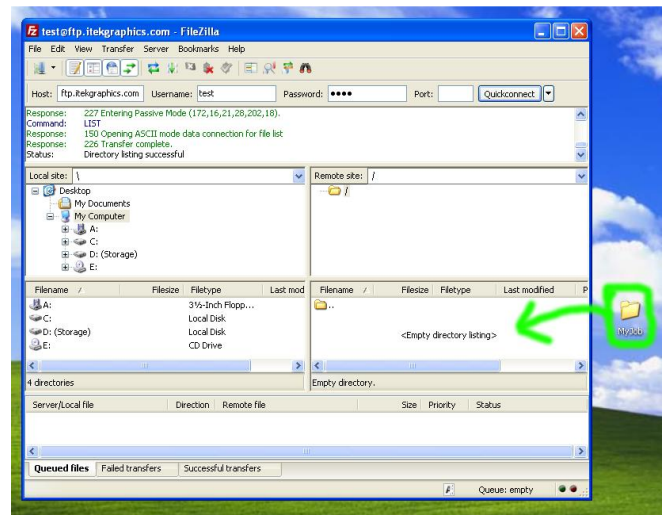 test@ftp.itekgraphics.com - FileZilla
File Edit View Transfer Server Bookmarks Help
Host: ftp.itekgraphics.com Username: test Password: •••• Port: Quickconnect
Response: 227 Entering Passive Mode (172,16,21,28,202,18).
Command: LIST
Response: 150 Opening ASCII mode data connection for file list
Response: 226 Transfer complete.
Status: Directory listing successful
Local site: \ Remote site: /
Desktop /
My Documents
My Computer
A:
C:
D: (Storage)
E:
Filename / Filesize Filetype Last mod Filename / Filesize Filetype Last modified P
A: 3½-Inch Flopp... ..
C: Local Disk
D: (Storage) Local Disk <Empty directory listing>
E: CD Drive
MyJob
4 directories Empty directory.
Server/Local file Direction Remote file Size Priority Status
Queued files Failed transfers Successful transfers
Queue: empty